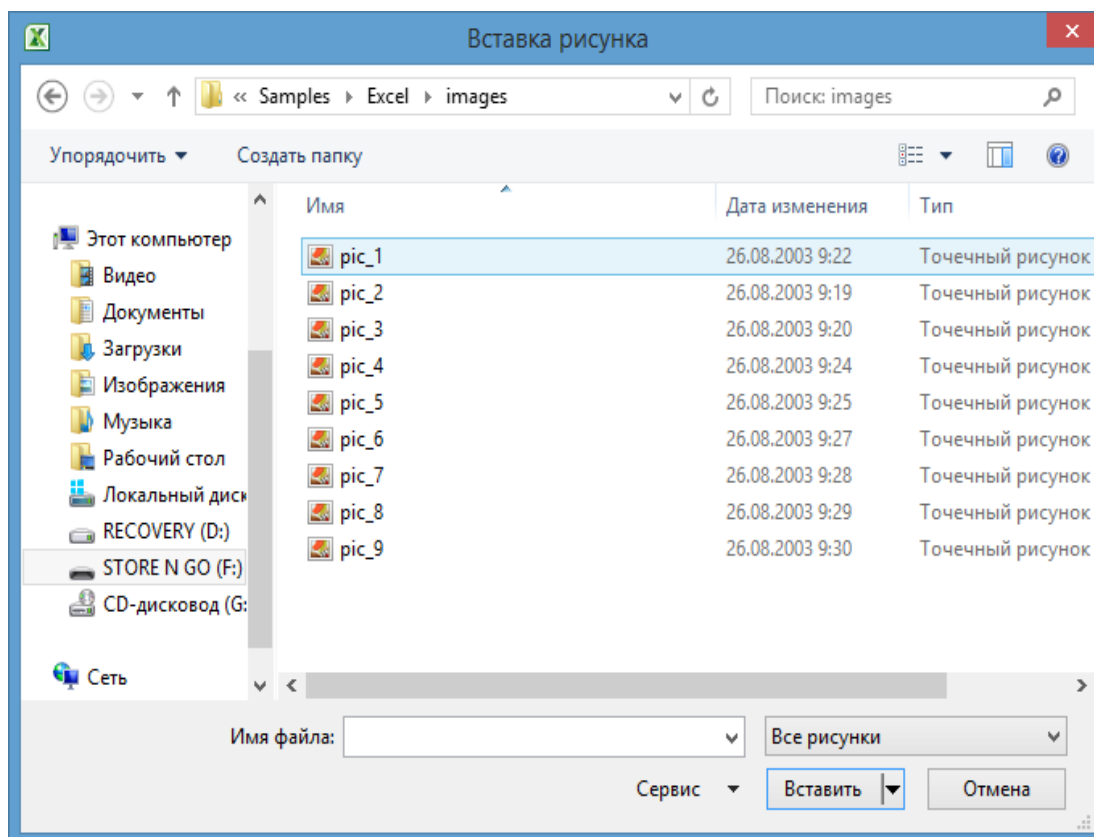 Вставка рисунка
« Samples Excel images
Поиск: images
Упорядочить
Создать папку
Имя
Дата изменения
Тип
Этот компьютер
Видео
Документы
Загрузки
Изображения
Музыка
Рабочий стол
Локальный диск
RECOVERY (D:)
STORE N GO (F:)
CD-дисковод (G:
Сеть
pic_1 26.08.2003 9:22 Точечный рисунок
pic_2 26.08.2003 9:19 Точечный рисунок
pic_3 26.08.2003 9:20 Точечный рисунок
pic_4 26.08.2003 9:24 Точечный рисунок
pic_5 26.08.2003 9:25 Точечный рисунок
pic_6 26.08.2003 9:27 Точечный рисунок
pic_7 26.08.2003 9:28 Точечный рисунок
pic_8 26.08.2003 9:29 Точечный рисунок
pic_9 26.08.2003 9:30 Точечный рисунок
Имя файла:
Все рисунки
Сервис
Вставить
Отмена